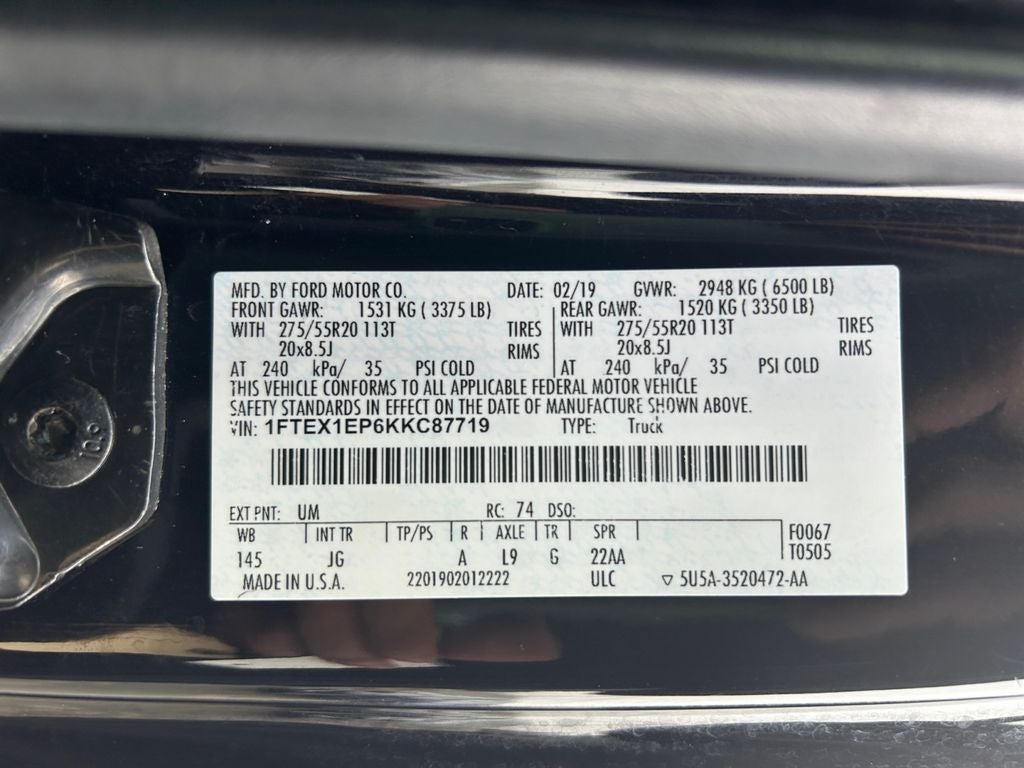 MFD. BY FORD MOTOR CO. DATE: 02/19 GVWR: 2948 KG ( 6500 LB)
FRONT GAWR: 1531 KG ( 3375 LB) REAR GAWR: 1520 KG ( 3350 LB)
WITH 275/55R20 113T TIRES WITH 275/55R20 113T TIRES
20x8.5J RIMS 20x8.5J RIMS
AT 240 kPa/ 35 PSI COLD AT 240 kPa/ 35 PSI COLD
THIS VEHICLE CONFORMS TO ALL APPLICABLE FEDERAL MOTOR VEHICLE
SAFETY STANDARDS IN EFFECT ON THE DATE OF MANUFACTURE SHOWN ABOVE.
VIN: 1FTEX1EP6KKC87719 TYPE: Truck
EXT PNT: UM RC: 74 DSO:
WB INT TR TP/PS R AXLE TR SPR F0067
145 JG A L9 G 22AA T0505
MADE IN U.S.A. 2201902012222 ULC ▽ 5U5A-3520472-AA
10.9